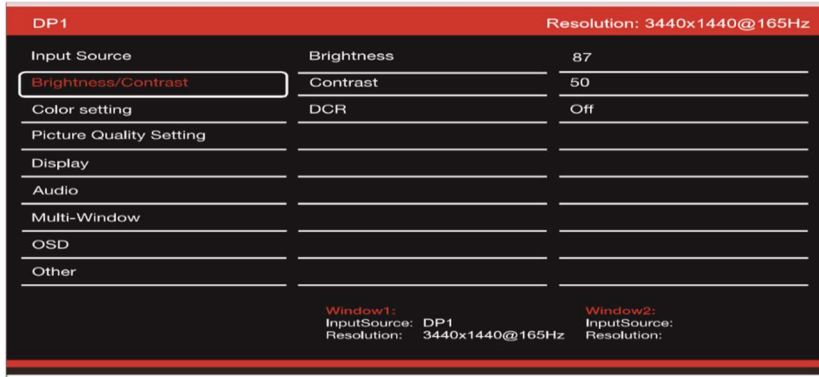 DP1 Resolution: 3440x1440@165Hz
Input Source Brightness 87
Brightness/Contrast Contrast 50
Color setting DCR Off
Picture Quality Setting
Display
Audio
Multi-Window
OSD
Other
Window1: Window2:
InputSource: DP1 InputSource:
Resolution: 3440x1440@165Hz Resolution: